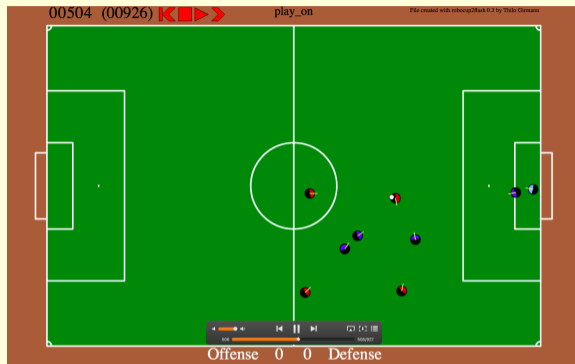 00504 (00926)
play_on
File created with robocup2flash 0.3 by Thilo Girmann
Offense 0 0 Defense